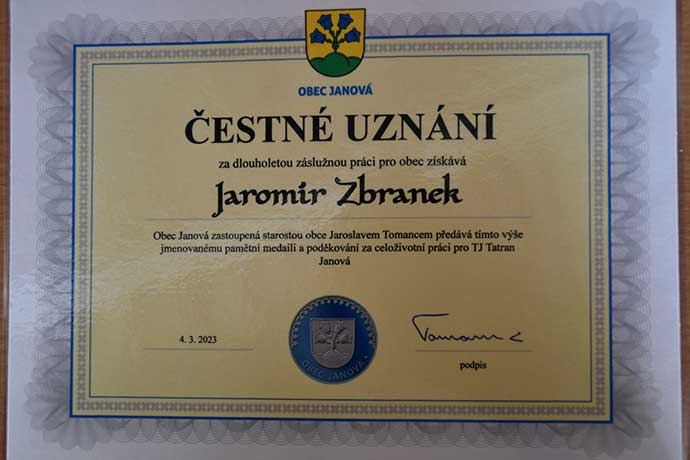 OBEC JANOVÁ
ČESTNÉ UZNÁNÍ
za dlouholetou záslužnou práci pro obec získává
Jaromír Zbranek
Obec Janová zastoupená starostou obce Jaroslavem Tomancem předává tímto výše
jmenovanému pamětní medaili a poděkování za celoživotní práci pro TJ Tatran
Janová
4. 3. 2023
OBEC JANOVÁ
podpis